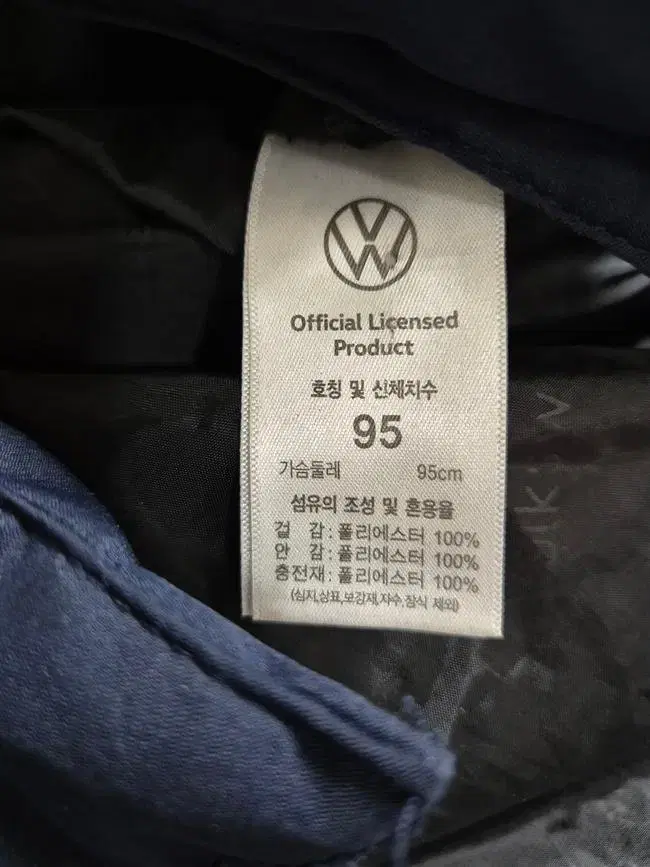 Official Licensed
Product
호칭 및 신체치수
95
가슴둘레 95cm
섬유의 조성 및 혼용율
겉 감 : 폴리에스터 100%
안 감 : 폴리에스터 100%
충전재 : 폴리에스터 100%
(심지,상표,보강재,자수,장식 제외)